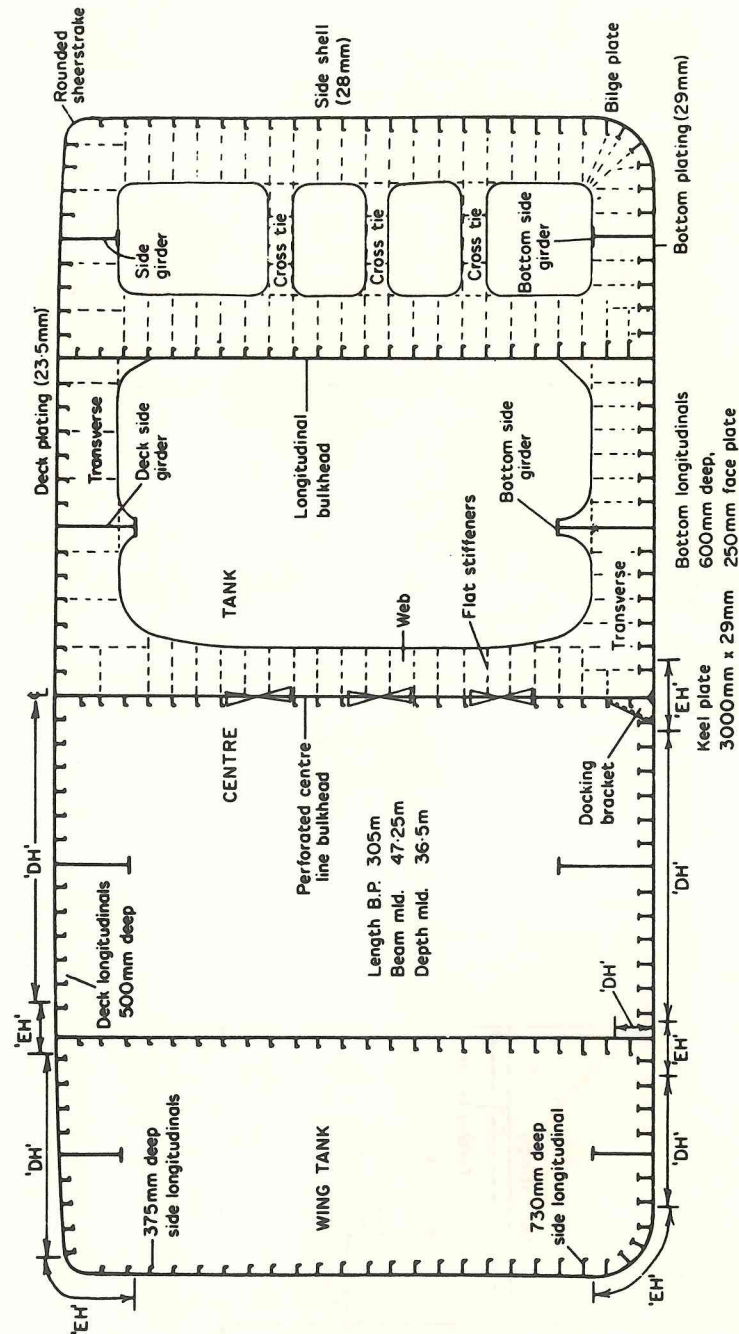 Rounded
sheerstrake
Deck plating (23·5mm)
Side shell
(28mm)
Bilge plate
Bottom plating (29mm)
Side
girder
Cross tie
Cross tie
Cross tie
Bottom side
girder
Transverse
Deck side
girder
Longitudinal
bulkhead
Bottom side
girder
TANK
Web
Flat stiffeners
Transverse
Bottom longitudinals
600mm deep,
250mm face plate
Keel plate
3000mm x 29mm
'EH'
℄
'DH'
CENTRE
Perforated centre
line bulkhead
Length B.P. 305m
Beam mld. 47·25m
Depth mld. 36·5m
Docking
bracket
'DH'
Deck longitudinals
500mm deep
'EH'
'DH'
'EH'
'DH'
375mm deep
side longitudinals
WING TANK
730mm deep
side longitudinal
'DH'
'EH'
'EH'